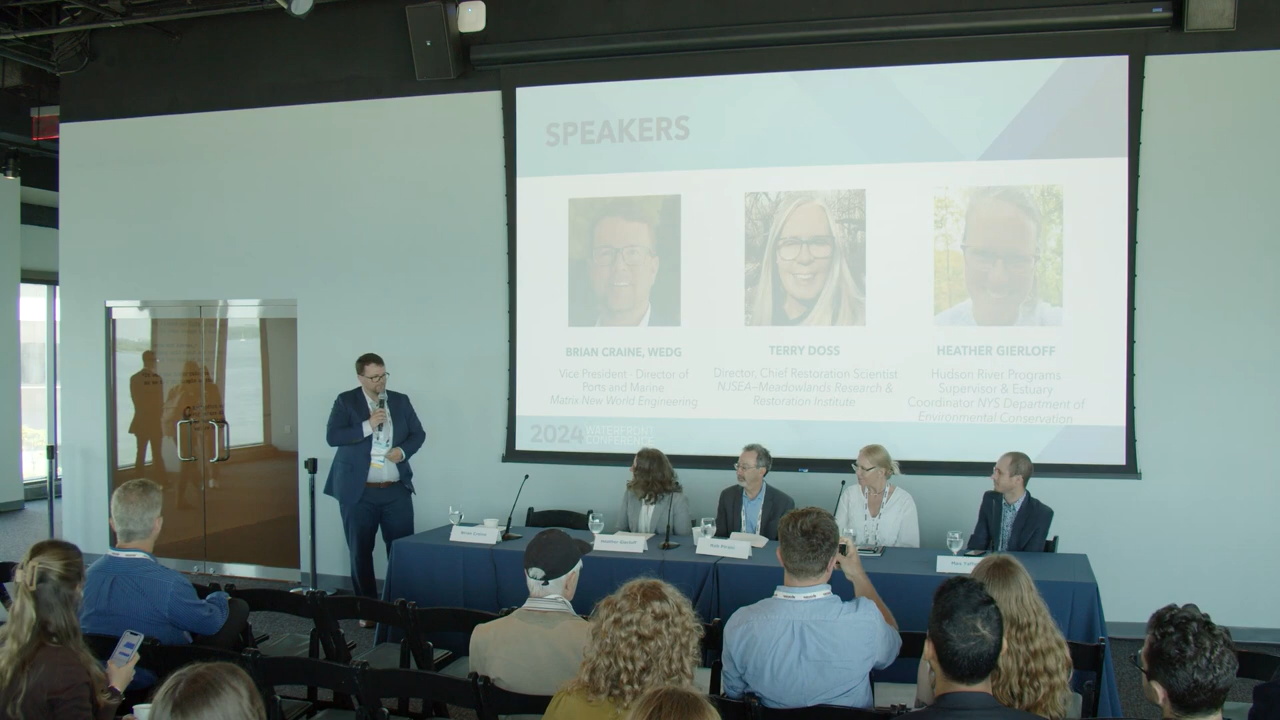 SPEAKERS
BRIAN CRAINE, WEDG
Vice President - Director of
Ports and Marine
Matrix New World Engineering
TERRY DOSS
Director, Chief Restoration Scientist
NJSEA–Meadowlands Research &
Restoration Institute
HEATHER GIERLOFF
Hudson River Programs
Supervisor & Estuary
Coordinator NYS Department of
Environmental Conservation
2024 WATERFRONT
CONFERENCE
Heather Gierloff